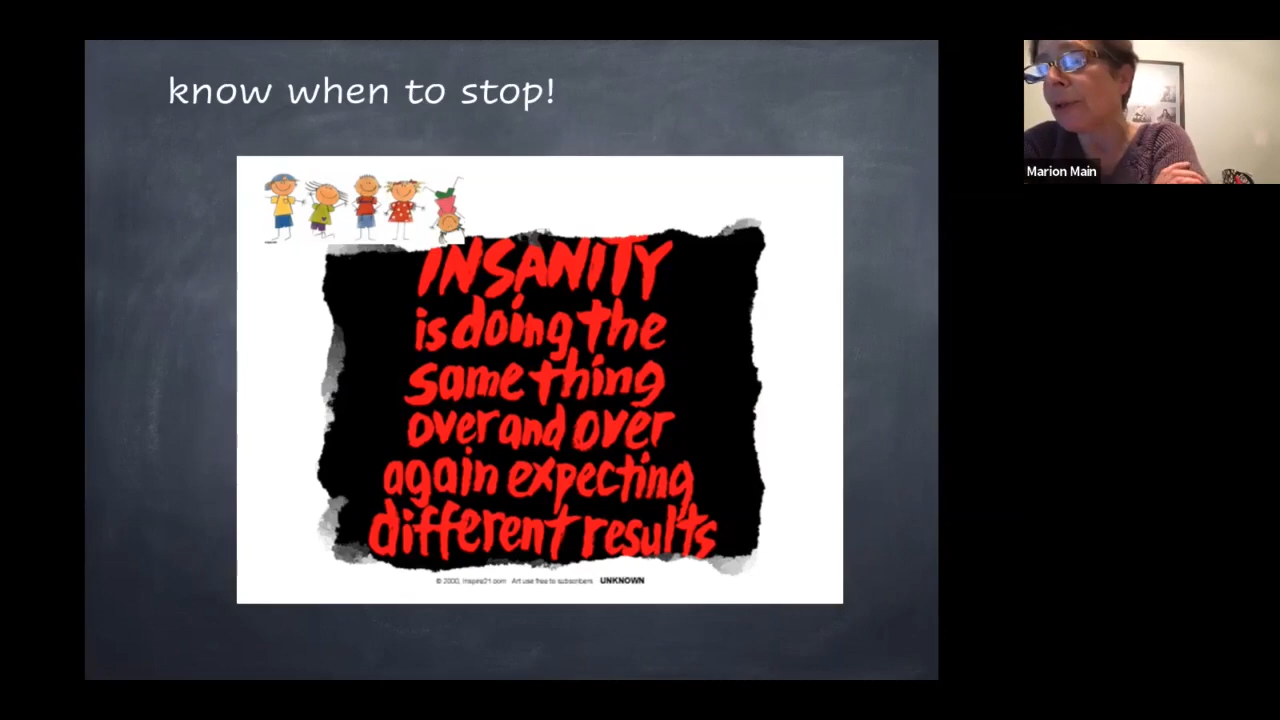 know when to stop!
Marion Main
INSANITY
is doing the
same thing
over and over
again expecting
different results
© 2000, Inspire21.com Art use free to subscribers UNKNOWN